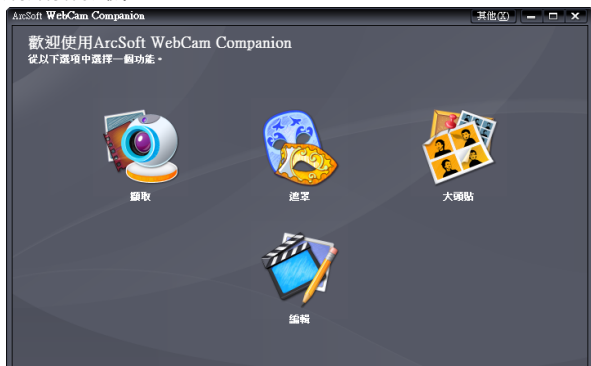 ArcSoft WebCam Companion
其他(X)
歡迎使用ArcSoft WebCam Companion
從以下選項中選擇一個功能。
擷取
遮罩
大頭貼
編輯